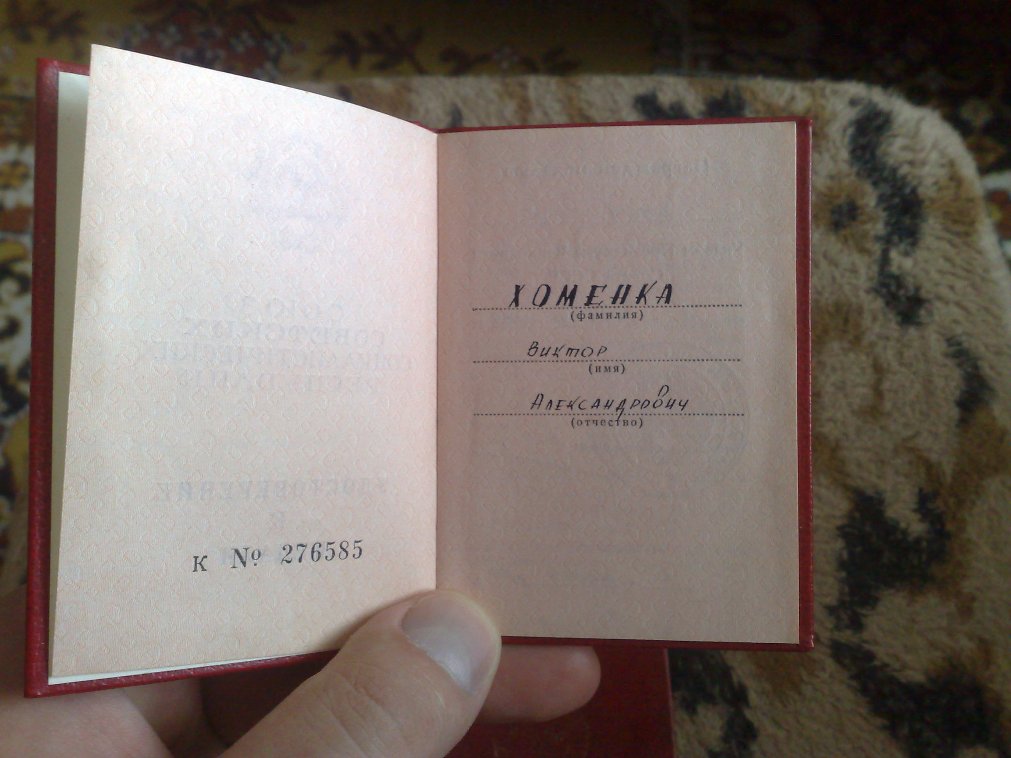 к № 276585
ХОМЕНКА
(фамилия)
Виктор
(имя)
Александрович
(отчество)